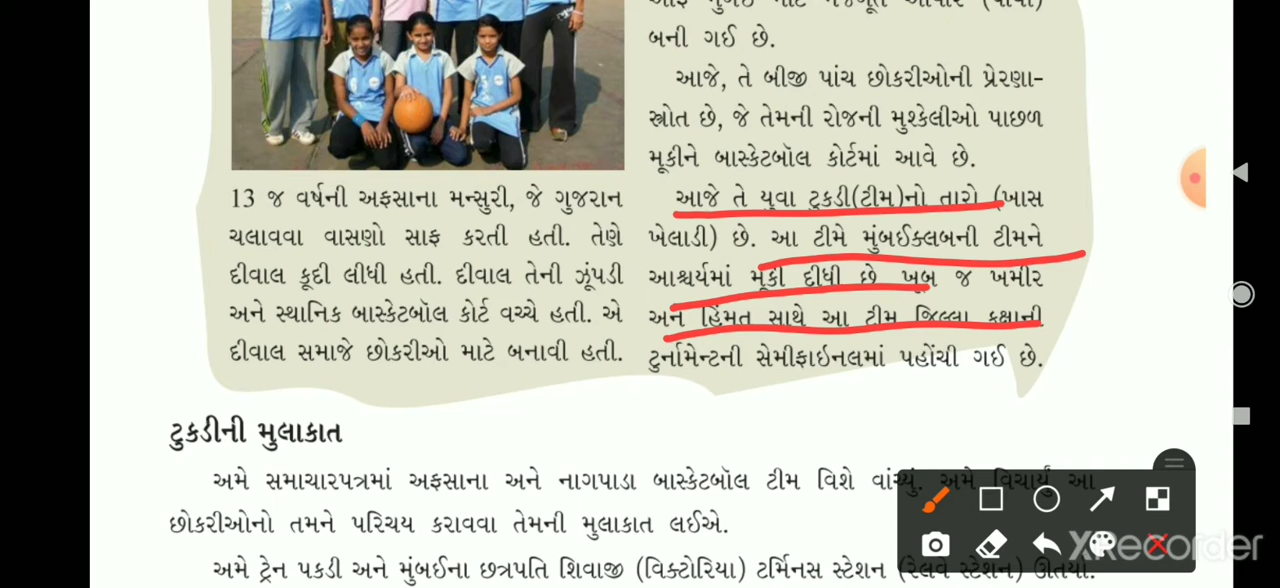 13 જ વર્ષની અફસાના મન્સુરી, જે ગુજરાન
ચલાવવા વાસણો સાફ કરતી હતી. તેણે
દીવાલ કૂદી લીધી હતી. દીવાલ તેની ઝૂંપડી
અને સ્થાનિક બાસ્કેટબૉલ કોર્ટ વચ્ચે હતી. એ
દીવાલ સમાજે છોકરીઓ માટે બનાવી હતી.
બની ગઈ છે.
આજે, તે બીજી પાંચ છોકરીઓની પ્રેરણા-
સ્ત્રોત છે, જે તેમની રોજની મુશ્કેલીઓ પાછળ
મૂકીને બાસ્કેટબૉલ કોર્ટમાં આવે છે.
આજે તે યુવા ટુકડી(ટીમ)નો તારો (ખાસ
ખેલાડી) છે. આ ટીમે મુંબઈક્લબની ટીમને
આશ્ચર્યમાં મૂકી દીધી છે ખૂબ જ ખમીર
અને હિંમત સાથે આ ટીમ જિલ્લા કક્ષાની
ટુર્નામેન્ટની સેમીફાઇનલમાં પહોંચી ગઈ છે.
ટુકડીની મુલાકાત
અમે સમાચારપત્રમાં અફસાના અને નાગપાડા બાસ્કેટબૉલ ટીમ વિશે વાંચ્યું. અમે વિચાર્યું આ
છોકરીઓનો તમને પરિચય કરાવવા તેમની મુલાકાત લઈએ.
અમે ટ્રેન પકડી અને મુંબઈના છત્રપતિ શિવાજી (વિક્ટોરિયા) ટર્મિનસ સ્ટેશન (રેલવે સ્ટેશન) ઊતર્યા.
XRecorder